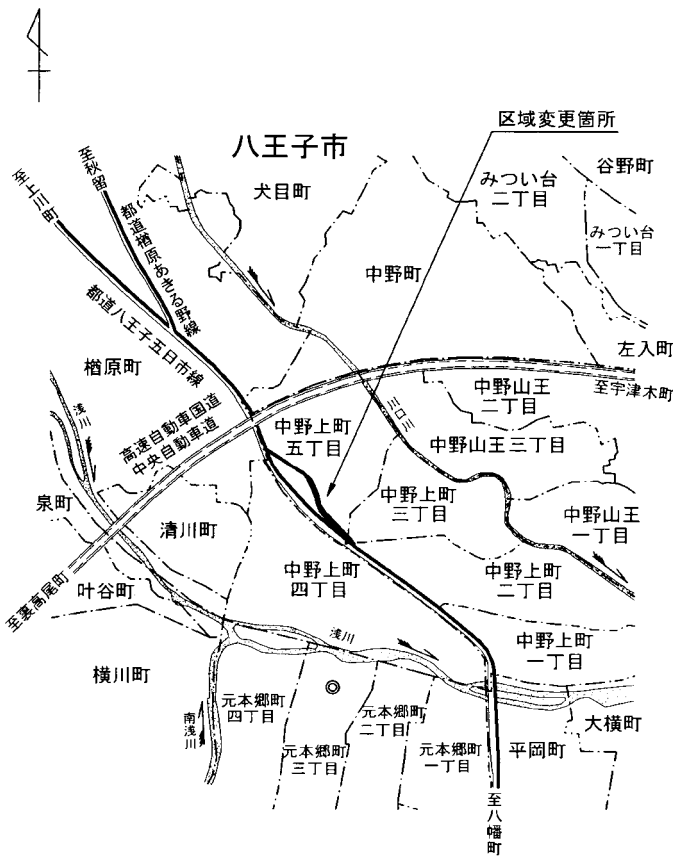 区域変更箇所
八王子市
谷野町
みつい台
二丁目
みつい台
一丁目
犬目町
至秋留
至上川町
都道楢原あきる野線
中野町
都道八王子五日市線
左入町
楢原町
中野山王
二丁目
至宇津木町
浅川
高速自動車国道
中央自動車道
中野上町
五丁目
川口川
中野山王三丁目
泉町
清川町
中野上町
三丁目
中野山王
一丁目
中野上町
四丁目
中野上町
二丁目
至裏高尾町
叶谷町
浅川
中野上町
一丁目
横川町
南浅川
元本郷町
四丁目
元本郷町
三丁目
元本郷町
二丁目
元本郷町
一丁目
平岡町
大横町
至八幡町